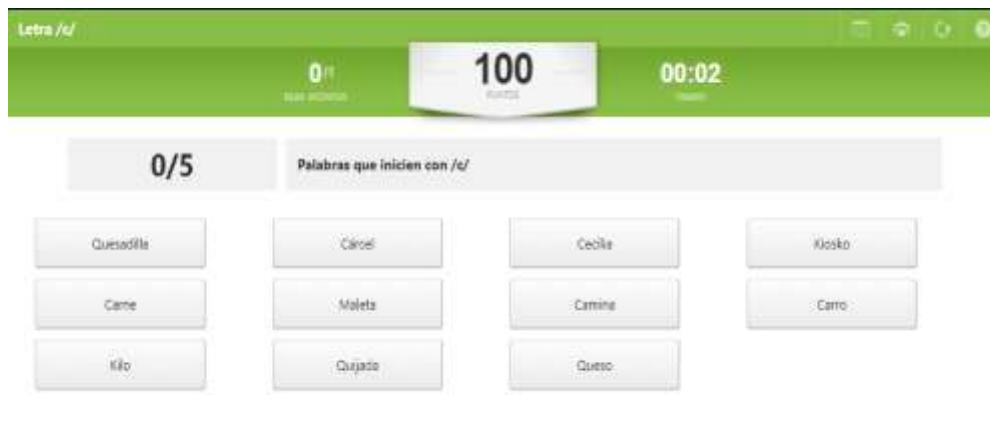 Letra /c/
0
100
00:02
PUNTOS
0/5
Palabras que inicien con /c/
Quesadilla
Cárcel
Cecilia
Kiosko
Carne
Maleta
Camina
Carro
Kilo
Quijada
Queso